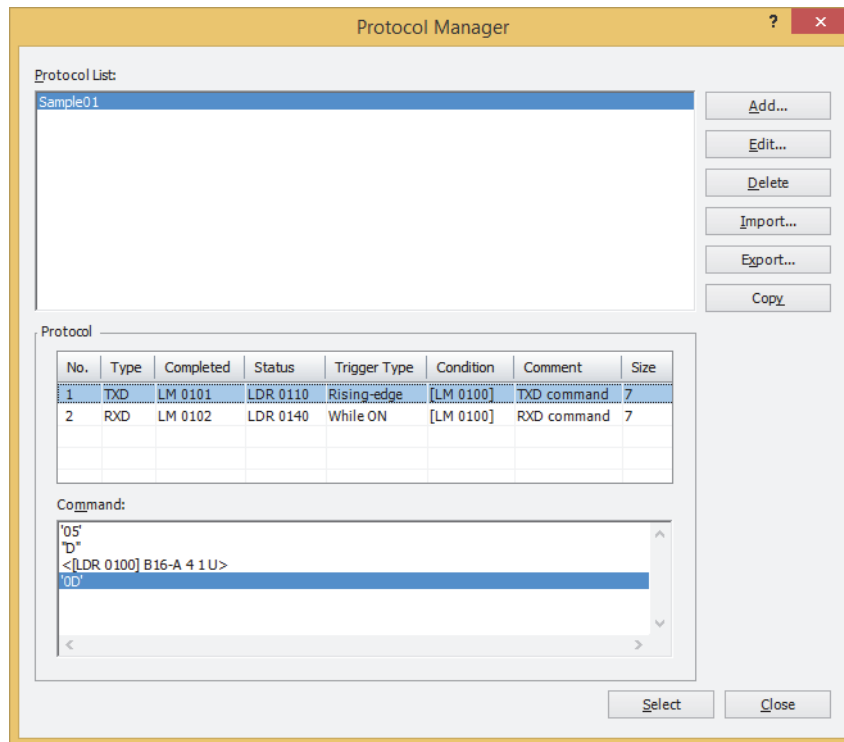 Protocol Manager
?
Protocol List:
Sample01
Add...
Edit...
Delete
Import...
Export...
Copy
Protocol
No. Type Completed Status Trigger Type Condition Comment Size
1 TXD LM 0101 LDR 0110 Rising-edge [LM 0100] TXD command 7
2 RXD LM 0102 LDR 0140 While ON [LM 0100] RXD command 7
Command:
'05'
"D"
<[LDR 0100] B16-A 4 1 U>
'0D'
Select
Close